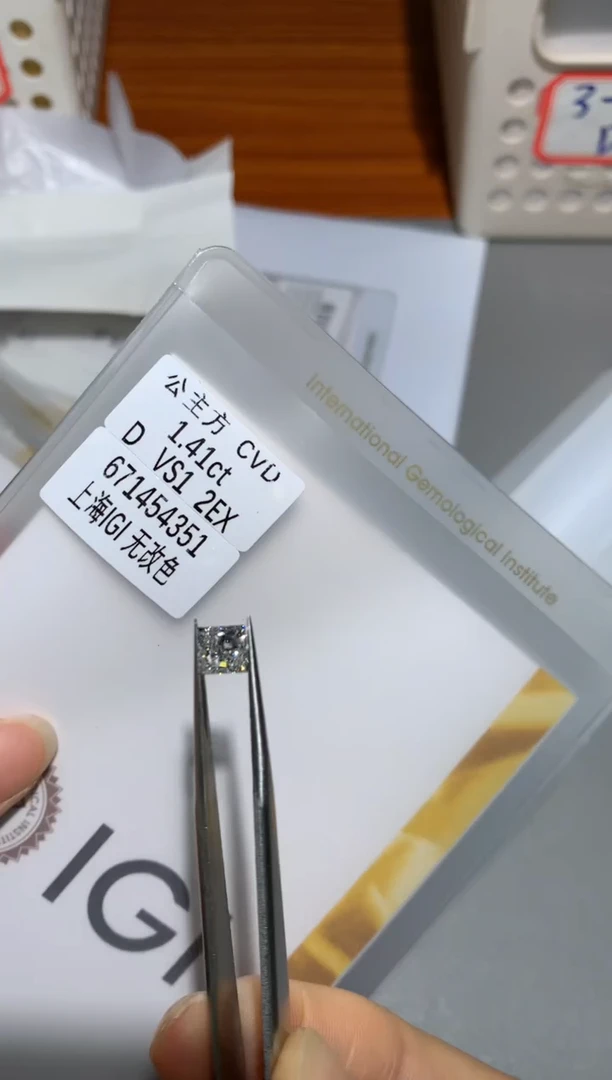 公主方 CVD
1.41ct
D VS1 2EX
671454351
上海IGI 无改色
International Gemological Institute
IGI
3-